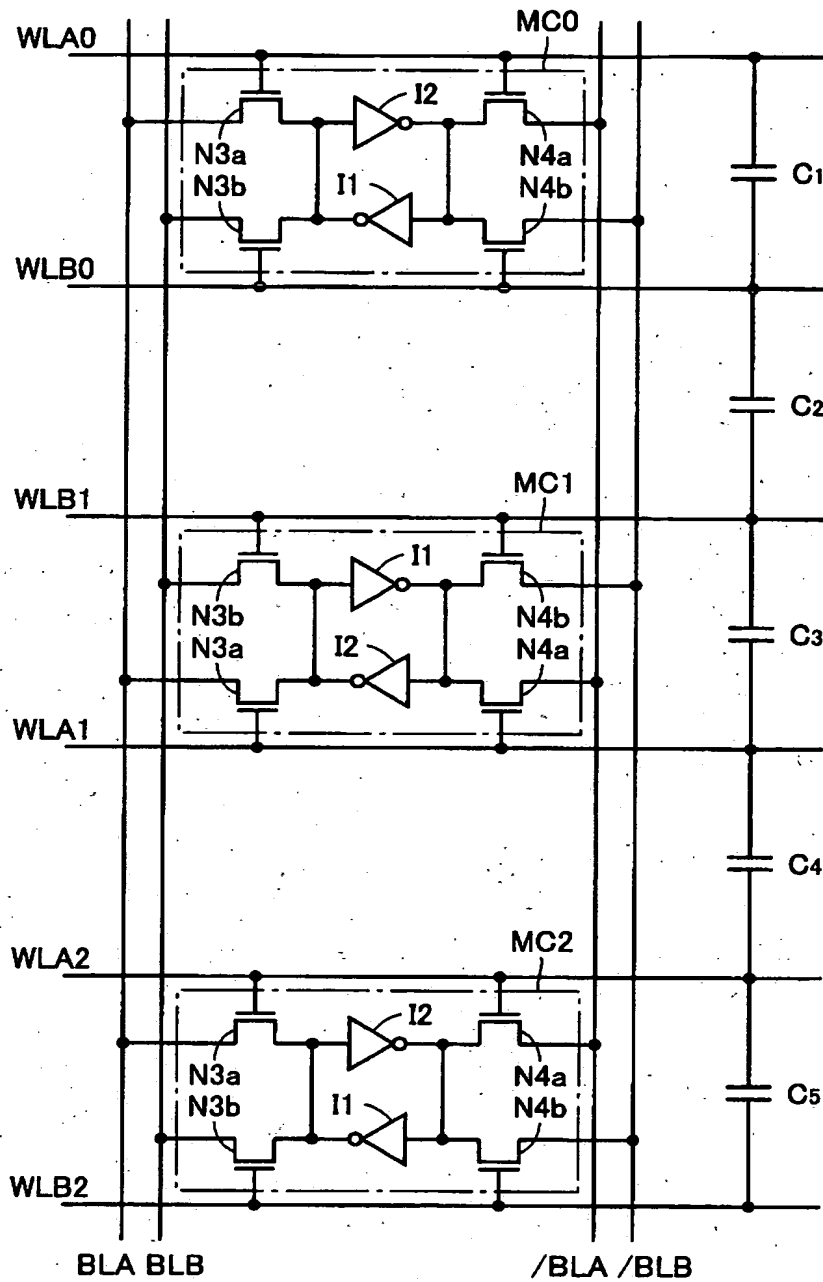 MC0
WLA0
I2
N3a
N3b
I1
N4a
N4b
C1
WLB0
C2
MC1
WLB1
I1
N3b
N3a
I2
N4b
N4a
C3
WLA1
C4
MC2
WLA2
I2
N3a
N3b
I1
N4a
N4b
C5
WLB2
BLA BLB /BLA /BLB